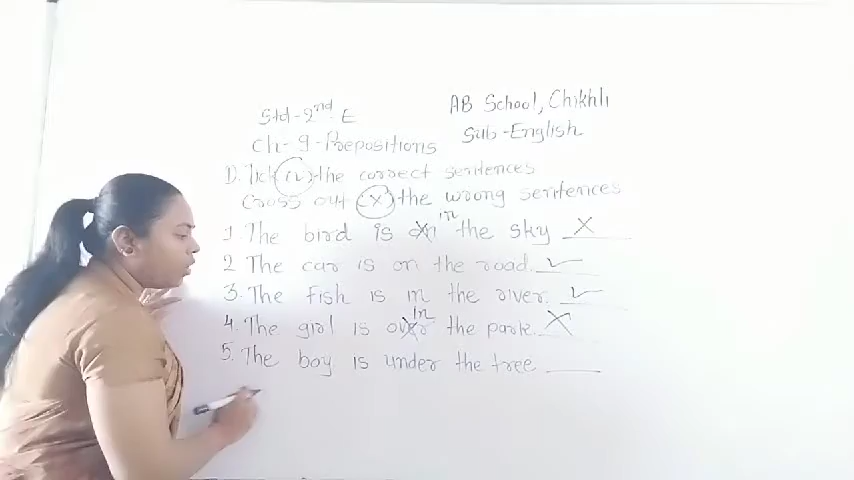 Std-2nd E
AB School, Chikhli
Ch-9-Prepositions
Sub-English
D. Tick (✓) the correct sentences
Cross out (x) the wrong sentences
1. The bird is on in the sky X
2 The car is on the road. ✓
3. The fish is in the river. ✓
4. The girl is over in the park. X
5. The boy is under the tree ____